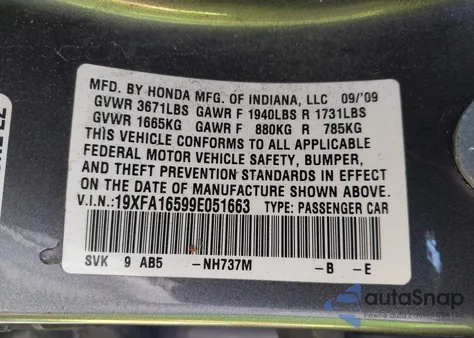 MFD. BY HONDA MFG. OF INDIANA, LLC 09/'09
GVWR 3671LBS GAWR F 1940LBS R 1731LBS
GVWR 1665KG GAWR F 880KG R 785KG
THIS VEHICLE CONFORMS TO ALL APPLICABLE
FEDERAL MOTOR VEHICLE SAFETY, BUMPER,
AND THEFT PREVENTION STANDARDS IN EFFECT
ON THE DATE OF MANUFACTURE SHOWN ABOVE.
V.I.N.:19XFA16599E051663 TYPE: PASSENGER CAR
SVK 9 AB5 -NH737M -B -E
autoSnap